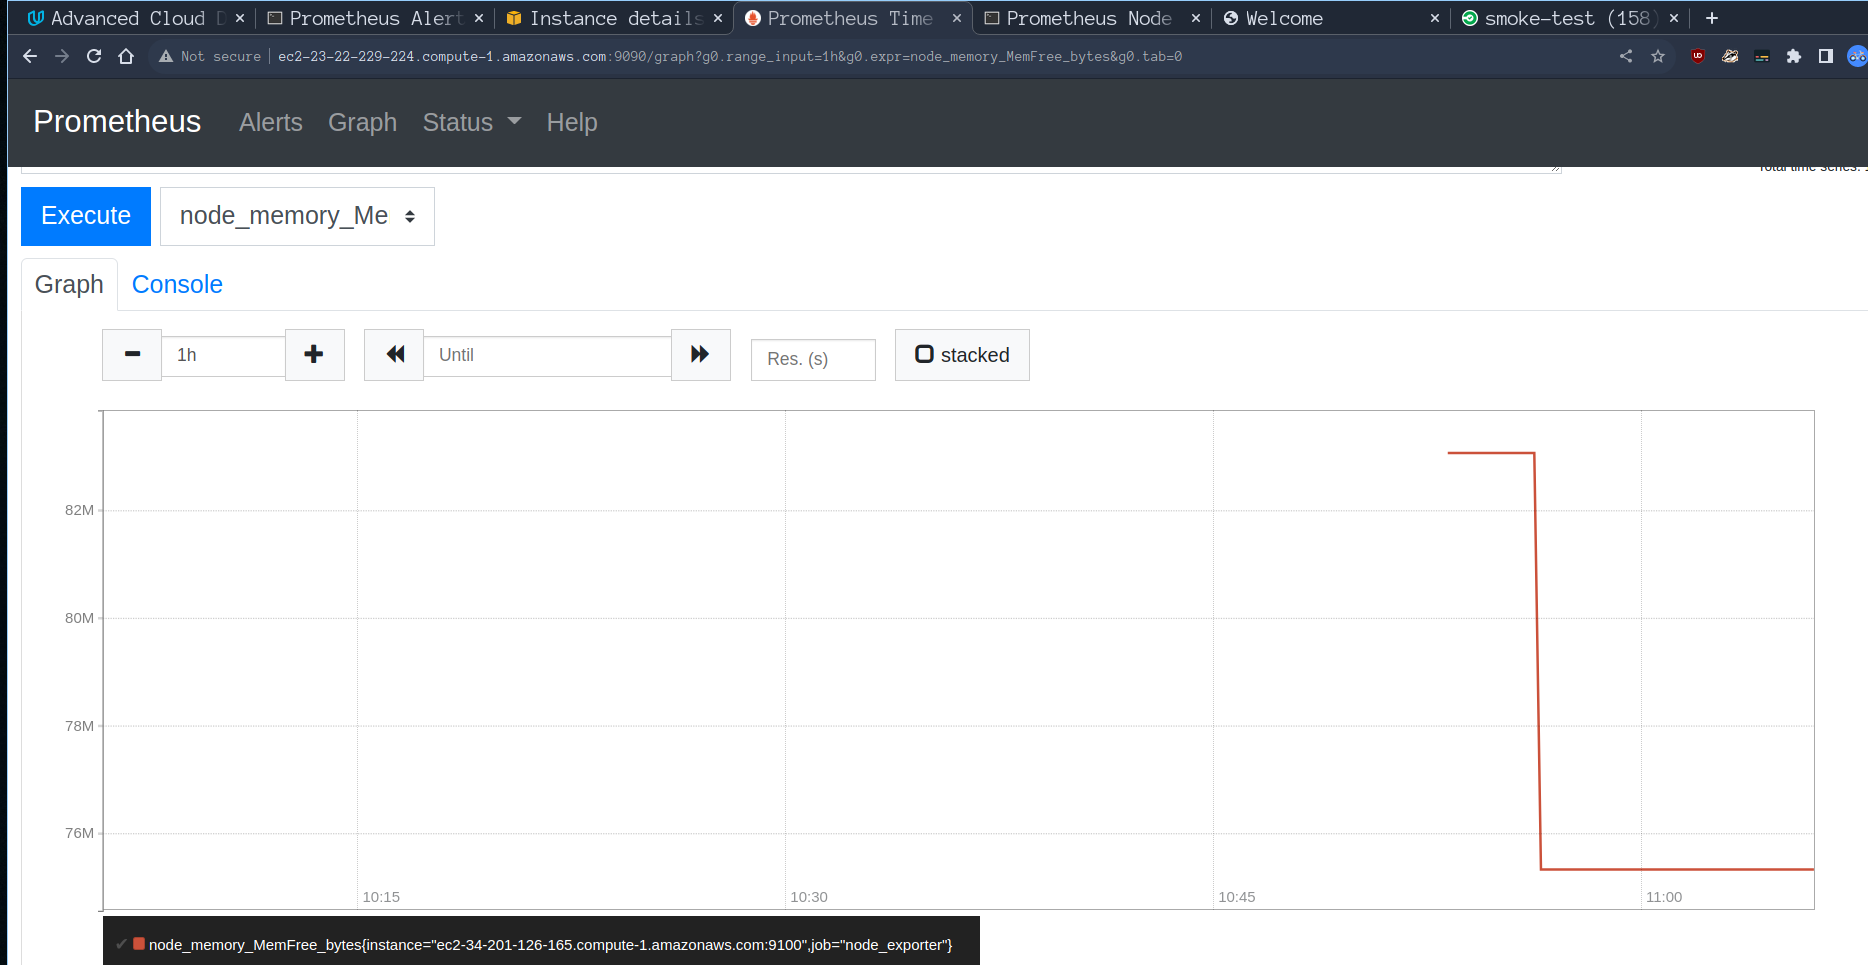 Advanced Cloud D
Prometheus Alert
Instance details
Prometheus Time
Prometheus Node
Welcome
smoke-test (158)
Not secure
ec2-23-22-229-224.compute-1.amazonaws.com:9090/graph?g0.range_input=1h&g0.expr=node_memory_MemFree_bytes&g0.tab=0
Prometheus Alerts Graph Status Help
Total time series: 1
Execute node_memory_Me
Graph Console
1h Until Res. (s) stacked
82M
80M
78M
76M
10:15 10:30 10:45 11:00
node_memory_MemFree_bytes{instance="ec2-34-201-126-165.compute-1.amazonaws.com:9100",job="node_exporter"}